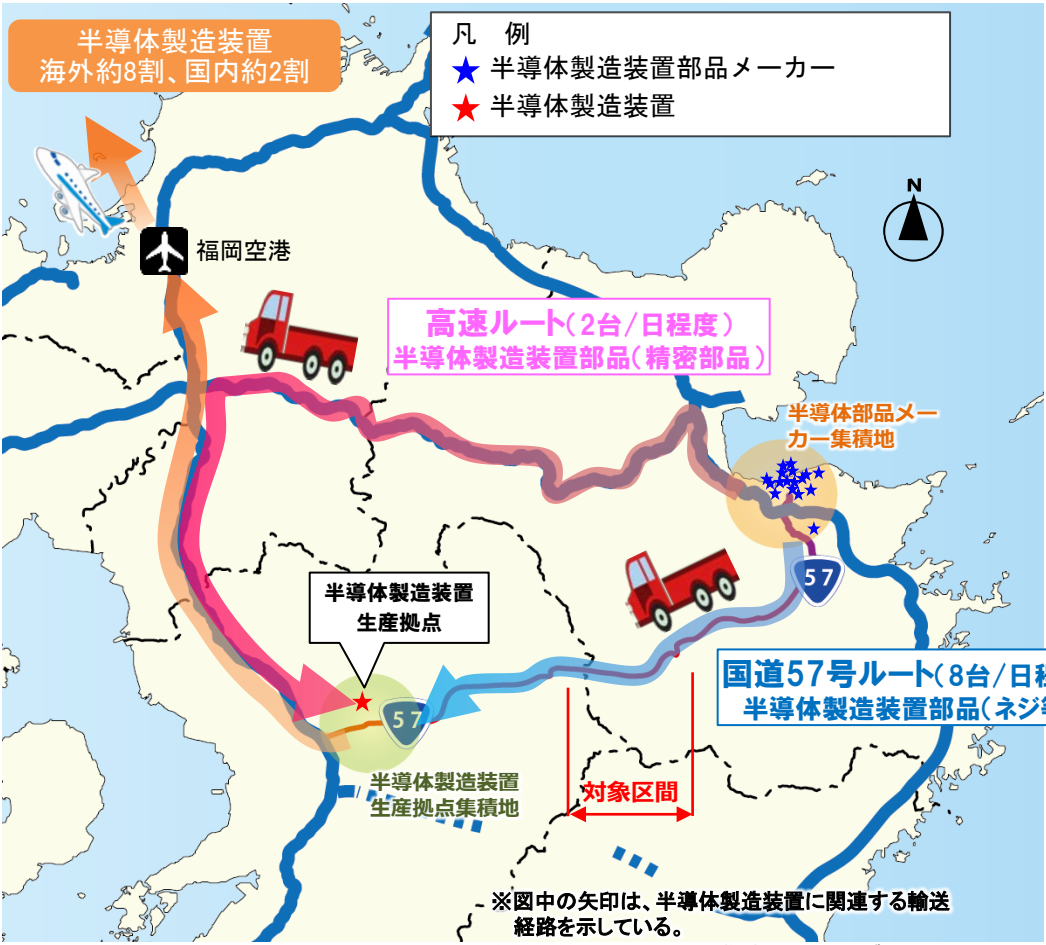 半導体製造装置
海外約8割、国内約2割
凡 例
半導体製造装置部品メーカー
半導体製造装置
N
福岡空港
高速ルート(2台/日程度)
半導体製造装置部品(精密部品)
半導体部品メー
カー集積地
57
半導体製造装置
生産拠点
国道57号ルート(8台/日程
半導体製造装置部品(ネジ等
57
半導体製造装置
生産拠点集積地
対象区間
※図中の矢印は、半導体製造装置に関連する輸送
経路を示している。